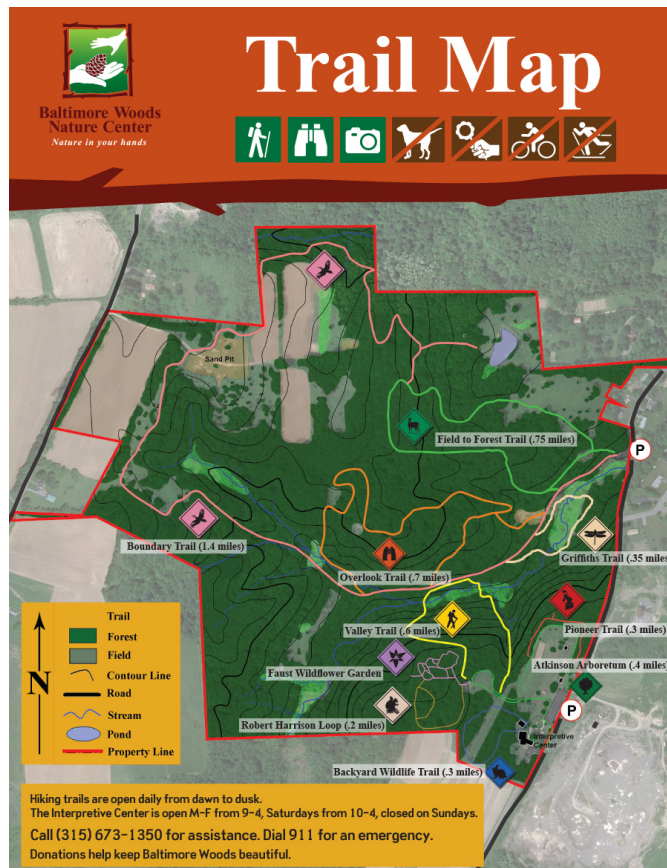 Trail Map
Baltimore Woods
Nature Center
Nature in your hands
Sand Pit
Field to Forest Trail (.75 miles)
P
Boundary Trail (1.4 miles)
Griffiths Trail (.35 miles)
Overlook Trail (.7 miles)
Valley Trail (.6 miles)
Pioneer Trail (.3 miles)
Faust Wildflower Garden
Atkinson Arboretum (.4 miles)
Robert Harrison Loop (.2 miles)
P
Interpretive
Center
Backyard Wildlife Trail (.3 miles)
N
Trail
Forest
Field
Contour Line
Road
Stream
Pond
Property Line
Hiking trails are open daily from dawn to dusk.
The Interpretive Center is open M-F from 9-4, Saturdays from 10-4, closed on Sundays.
Call (315) 673-1350 for assistance. Dial 911 for an emergency.
Donations help keep Baltimore Woods beautiful.